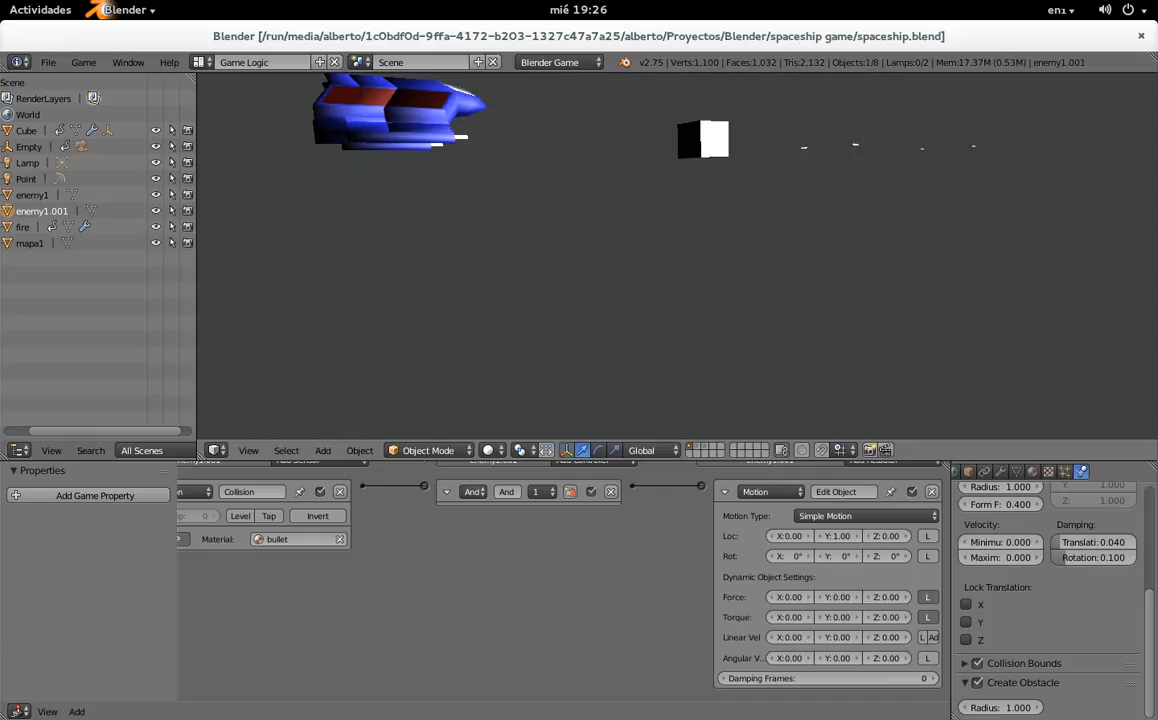 Actividades Blender mié 19:26 en₁
Blender [/run/media/alberto/1c0bdf0d-9ffa-4172-b203-1327c47a7a25/alberto/Proyectos/Blender/spaceship game/spaceship.blend] ×
File Game Window Help Game Logic Scene Blender Game v2.75 | Verts:1,100 | Faces:1,032 | Tris:2,132 | Objects:1/8 | Lamps:0/2 | Mem:17.37M (0.53M) | enemy1.001
Scene
RenderLayers
World
Cube
Empty
Lamp
Point
enemy1
enemy1.001
fire
mapa1
View Search All Scenes
View Select Add Object Object Mode Global
Properties
Add Game Property
Collision
Level Tap Invert
Material: bullet
And And 1
Motion Edit Object
Motion Type: Simple Motion
Loc: X:0.00 Y:1.00 Z:0.00 L
Rot: X: 0° Y: 0° Z: 0° L
Dynamic Object Settings:
Force: X:0.00 Y:0.00 Z:0.00 L
Torque: X:0.00 Y:0.00 Z:0.00 L
Linear Vel X:0.00 Y:0.00 Z:0.00 L Ad
Angular V... X:0.00 Y:0.00 Z:0.00 L
Damping Frames: 0
Radius: 1.000 Y: 1.000
Form F: 0.400 Z: 1.000
Velocity: Damping:
Minimu: 0.000 Translati: 0.040
Maxim: 0.000 Rotation: 0.100
Lock Translation:
X
Y
Z
Collision Bounds
Create Obstacle
Radius: 1.000
View Add